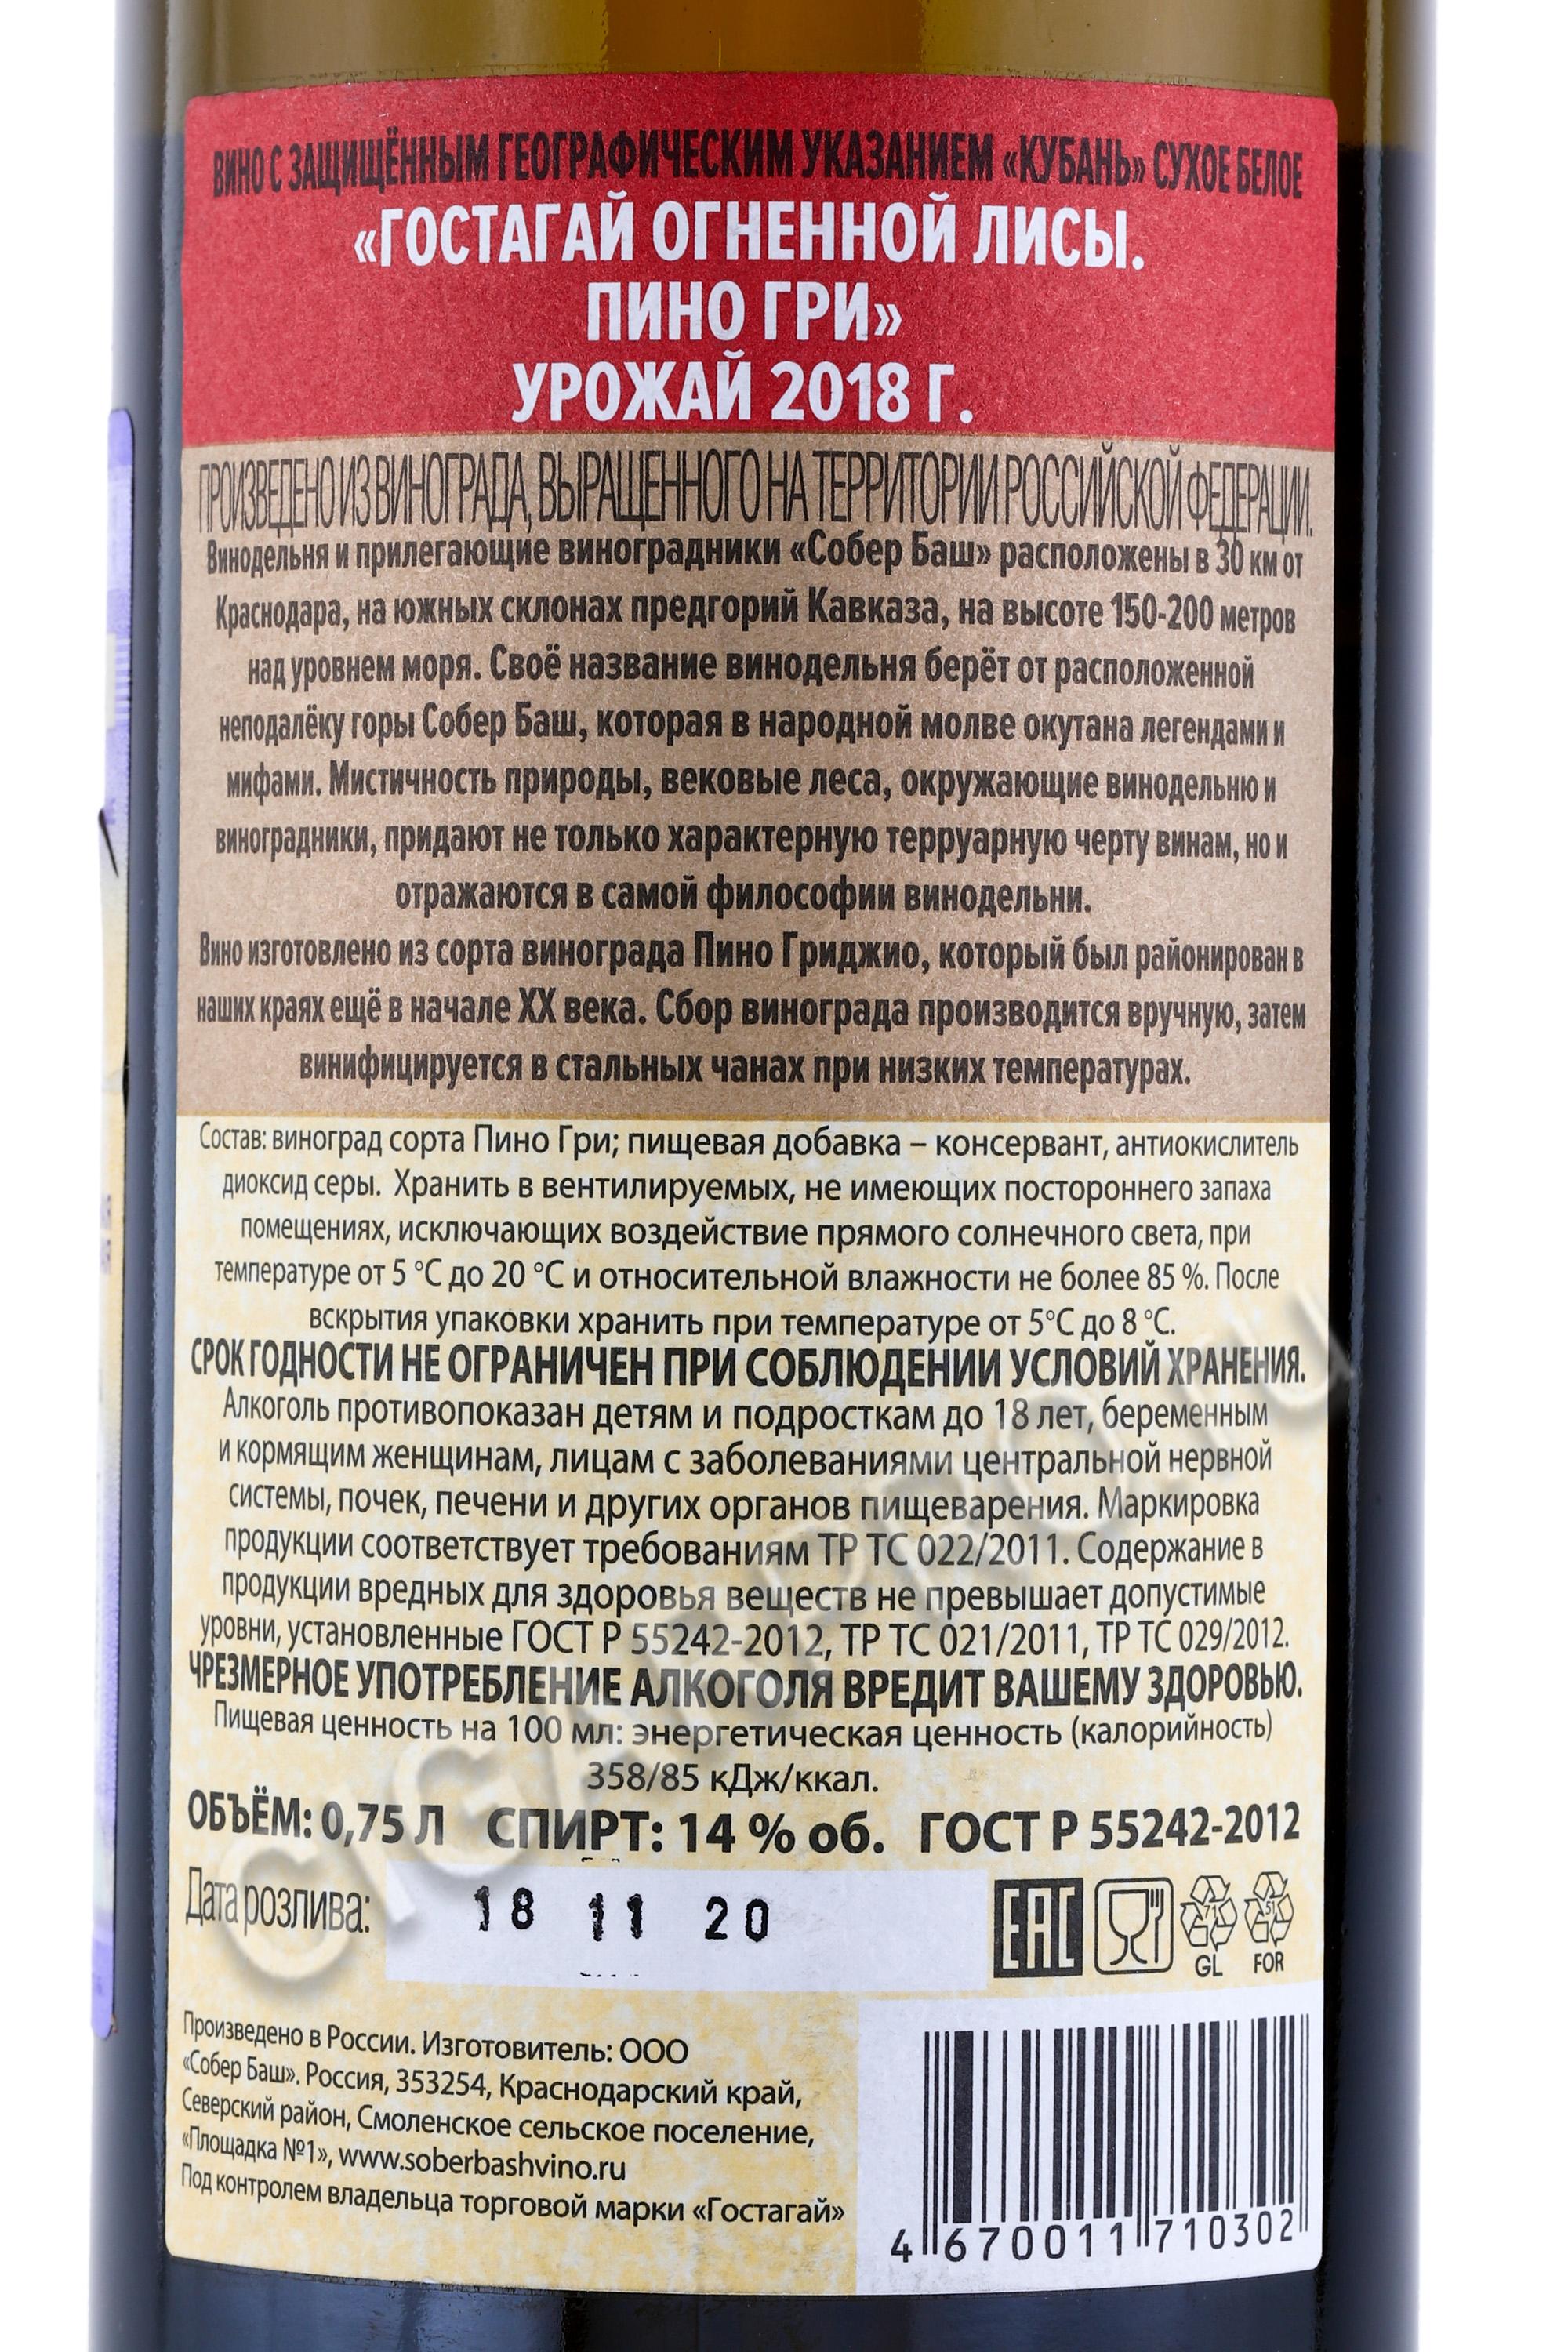 ВИНО С ЗАЩИЩЁННЫМ ГЕОГРАФИЧЕСКИМ УКАЗАНИЕМ «КУБАНЬ» СУХОЕ БЕЛОЕ
«ГОСТАГАЙ ОГНЕННОЙ ЛИСЫ.
ПИНО ГРИ»
УРОЖАЙ 2018 Г.
ПРОИЗВЕДЕНО ИЗ ВИНОГРАДА, ВЫРАЩЕННОГО НА ТЕРРИТОРИИ РОССИЙСКОЙ ФЕДЕРАЦИИ.
Винодельня и прилегающие виноградники «Собер Баш» расположены в 30 км от
Краснодара, на южных склонах предгорий Кавказа, на высоте 150-200 метров
над уровнем моря. Своё название винодельня берёт от расположенной
неподалёку горы Собер Баш, которая в народной молве окутана легендами и
мифами. Мистичность природы, вековые леса, окружающие винодельню и
виноградники, придают не только характерную терруарную черту винам, но и
отражаются в самой философии винодельни.
Вино изготовлено из сорта винограда Пино Гриджио, который был районирован в
наших краях ещё в начале XX века. Сбор винограда производится вручную, затем
винифицируется в стальных чанах при низких температурах.
Состав: виноград сорта Пино Гри; пищевая добавка – консервант, антиокислитель
диоксид серы. Хранить в вентилируемых, не имеющих постороннего запаха
помещениях, исключающих воздействие прямого солнечного света, при
температуре от 5 °С до 20 °С и относительной влажности не более 85 %. После
вскрытия упаковки хранить при температуре от 5°С до 8 °С.
СРОК ГОДНОСТИ НЕ ОГРАНИЧЕН ПРИ СОБЛЮДЕНИИ УСЛОВИЙ ХРАНЕНИЯ.
Алкоголь противопоказан детям и подросткам до 18 лет, беременным
и кормящим женщинам, лицам с заболеваниями центральной нервной
системы, почек, печени и других органов пищеварения. Маркировка
продукции соответствует требованиям ТР ТС 022/2011. Содержание в
продукции вредных для здоровья веществ не превышает допустимые
уровни, установленные ГОСТ Р 55242-2012, ТР ТС 021/2011, ТР ТС 029/2012.
ЧРЕЗМЕРНОЕ УПОТРЕБЛЕНИЕ АЛКОГОЛЯ ВРЕДИТ ВАШЕМУ ЗДОРОВЬЮ.
Пищевая ценность на 100 мл: энергетическая ценность (калорийность)
358/85 кДж/ккал.
ОБЪЁМ: 0,75 Л СПИРТ: 14 % об. ГОСТ Р 55242-2012
Дата розлива: 18 11 20
EAC
71 51
GL FOR
Произведено в России. Изготовитель: ООО
«Собер Баш». Россия, 353254, Краснодарский край,
Северский район, Смоленское сельское поселение,
«Площадка №1», www.soberbashvino.ru
Под контролем владельца торговой марки «Гостагай»
4 670011 710302